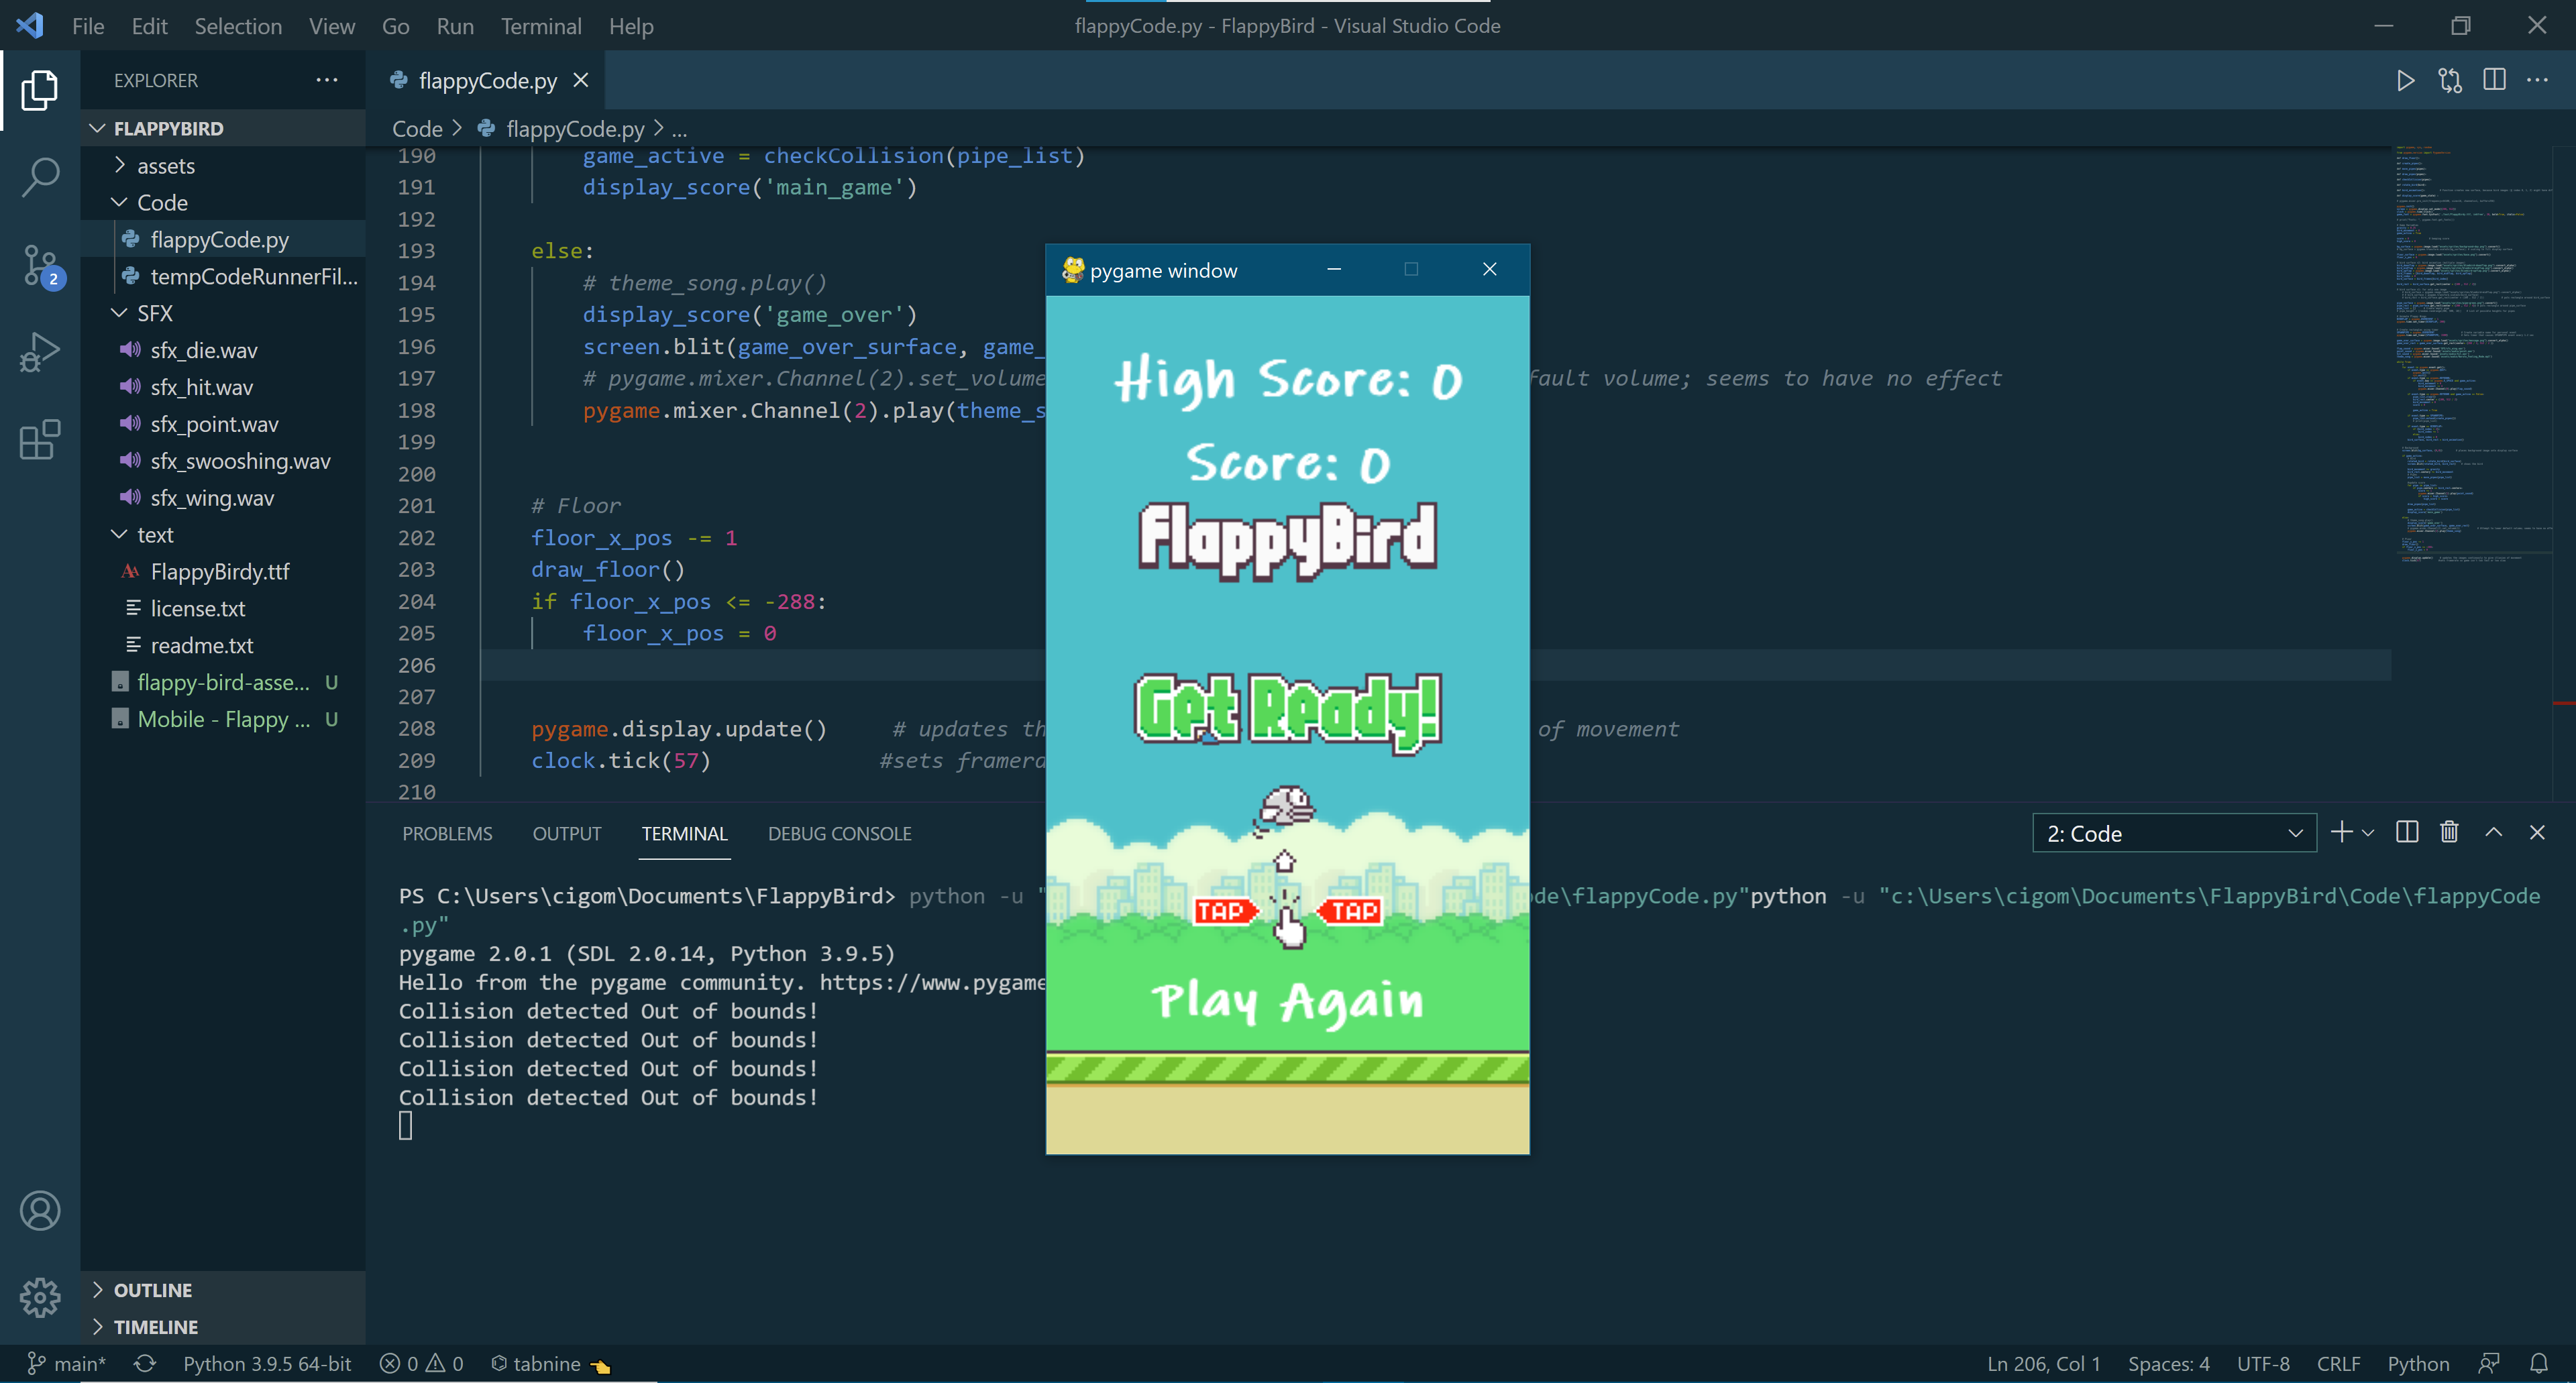 File Edit Selection View Go Run Terminal Help
flappyCode.py - FlappyBird - Visual Studio Code
EXPLORER
FLAPPYBIRD
assets
Code
flappyCode.py
tempCodeRunnerFil...
SFX
sfx_die.wav
sfx_hit.wav
sfx_point.wav
sfx_swooshing.wav
sfx_wing.wav
text
FlappyBirdy.ttf
license.txt
readme.txt
flappy-bird-asse... U
Mobile - Flappy ... U
OUTLINE
TIMELINE
2
flappyCode.py
Code > flappyCode.py > ...
190 game_active = checkCollision(pipe_list)
191 display_score('main_game')
192
193 else:
194 # theme_song.play()
195 display_score('game_over')
196 screen.blit(game_over_surface, game_
197 # pygame.mixer.Channel(2).set_volume fault volume; seems to have no effect
198 pygame.mixer.Channel(2).play(theme_s
199
200
201 # Floor
202 floor_x_pos -= 1
203 draw_floor()
204 if floor_x_pos <= -288:
205 floor_x_pos = 0
206
207
208 pygame.display.update() # updates th of movement
209 clock.tick(57) #sets framera
210
pygame window
High Score: 0
Score: 0
FlappyBird
Get Ready!
TAP TAP
Play Again
PROBLEMS OUTPUT TERMINAL DEBUG CONSOLE
2: Code
PS C:\Users\cigom\Documents\FlappyBird> python -u " de\flappyCode.py"python -u "c:\Users\cigom\Documents\FlappyBird\Code\flappyCode
.py"
pygame 2.0.1 (SDL 2.0.14, Python 3.9.5)
Hello from the pygame community. https://www.pygame
Collision detected Out of bounds!
Collision detected Out of bounds!
Collision detected Out of bounds!
Collision detected Out of bounds!
main* Python 3.9.5 64-bit 0 0 tabnine
Ln 206, Col 1 Spaces: 4 UTF-8 CRLF Python